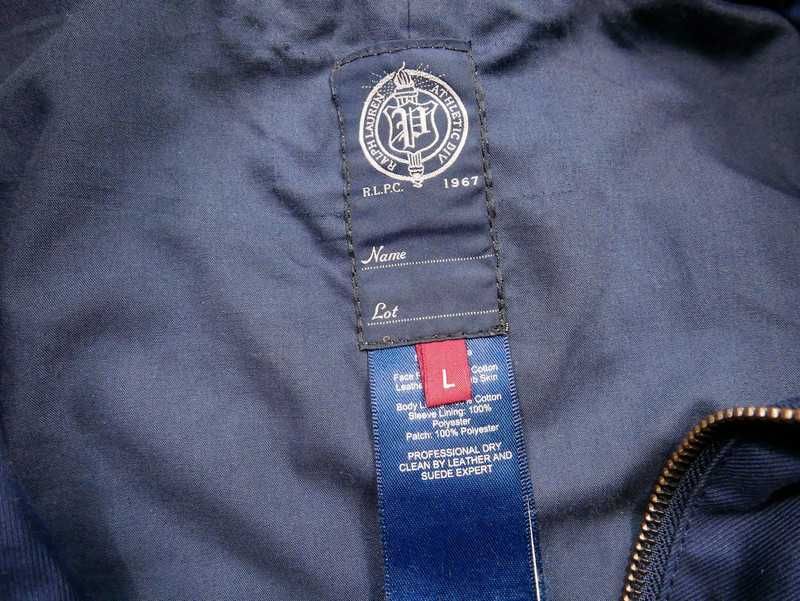 RALPH LAUREN ATHLETIC DIV
P
R.L.P.C. 1967
Name
Lot
L
Face Cotton
Skin
Body Cotton
Sleeve Lining: 100%
Polyester
Patch: 100% Polyester
PROFESSIONAL DRY
CLEAN BY LEATHER AND
SUEDE EXPERT